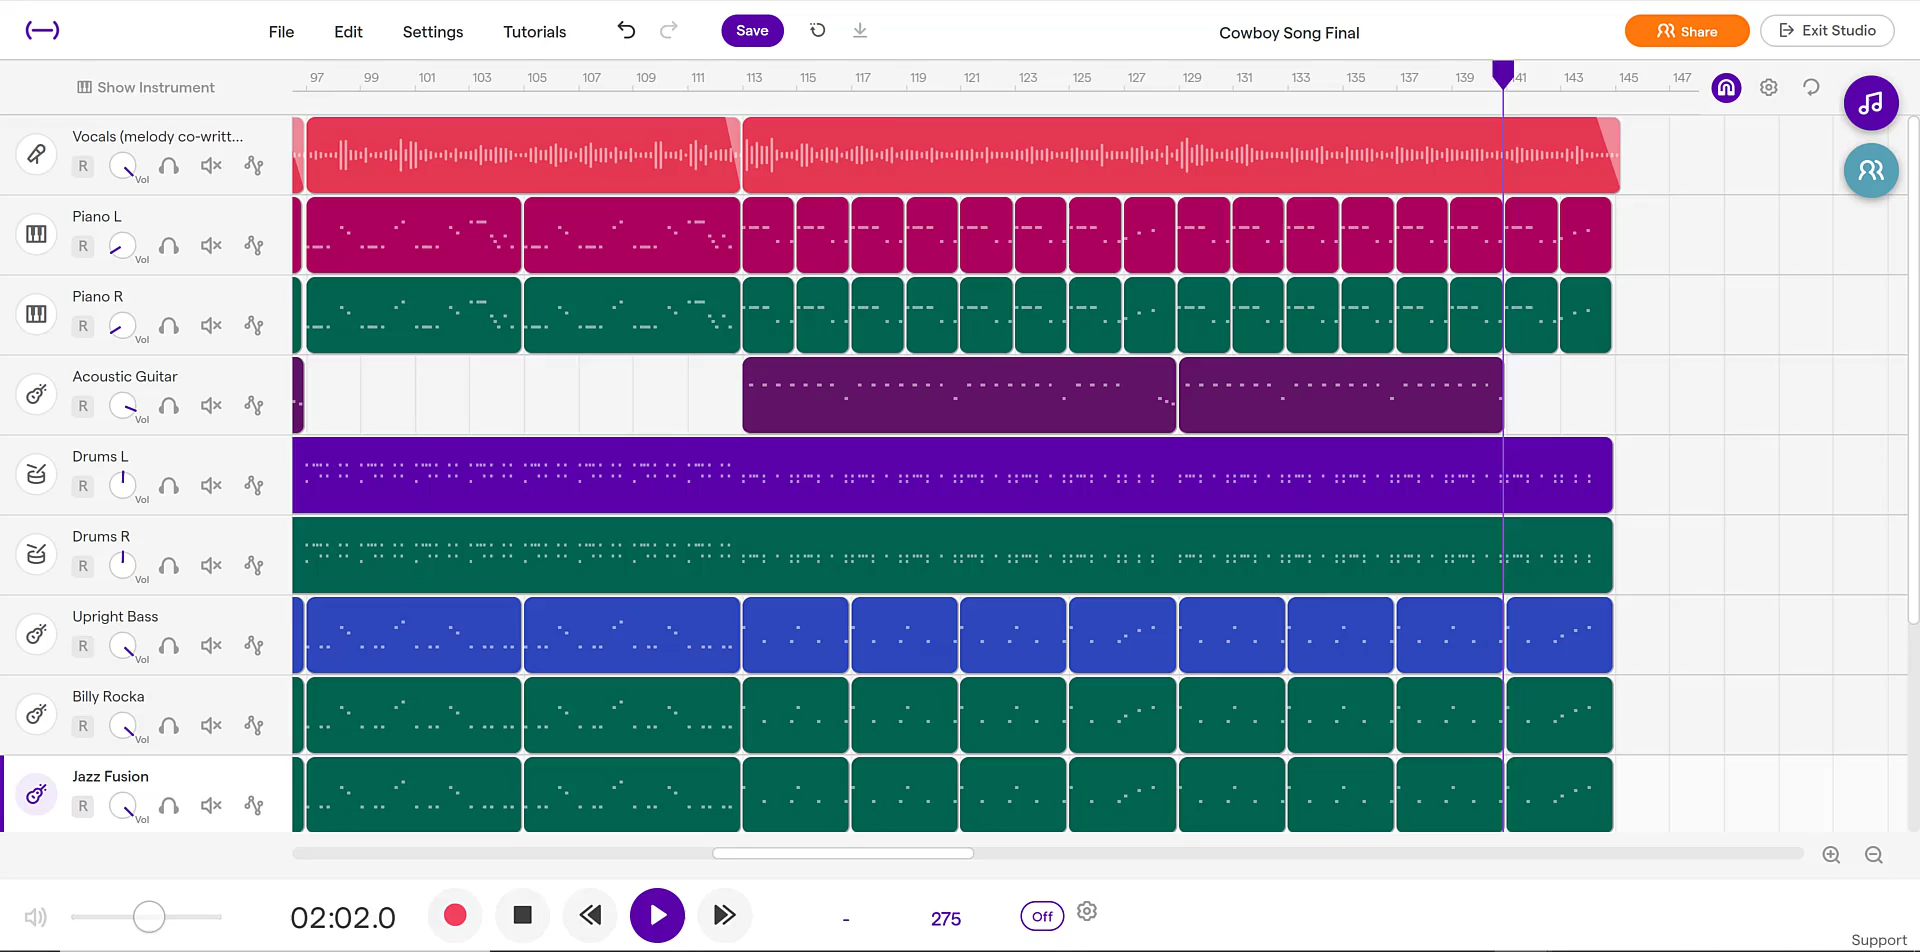 File Edit Settings Tutorials Save Cowboy Song Final Share Exit Studio
Show Instrument 97 99 101 103 105 107 109 111 113 115 117 119 121 123 125 127 129 131 133 135 137 139 141 143 145 147
Vocals (melody co-writt...
R Vol
Piano L
R Vol
Piano R
R Vol
Acoustic Guitar
R Vol
Drums L
R Vol
Drums R
R Vol
Upright Bass
R Vol
Billy Rocka
R Vol
Jazz Fusion
R Vol
02:02.0 - 275 Off
Support